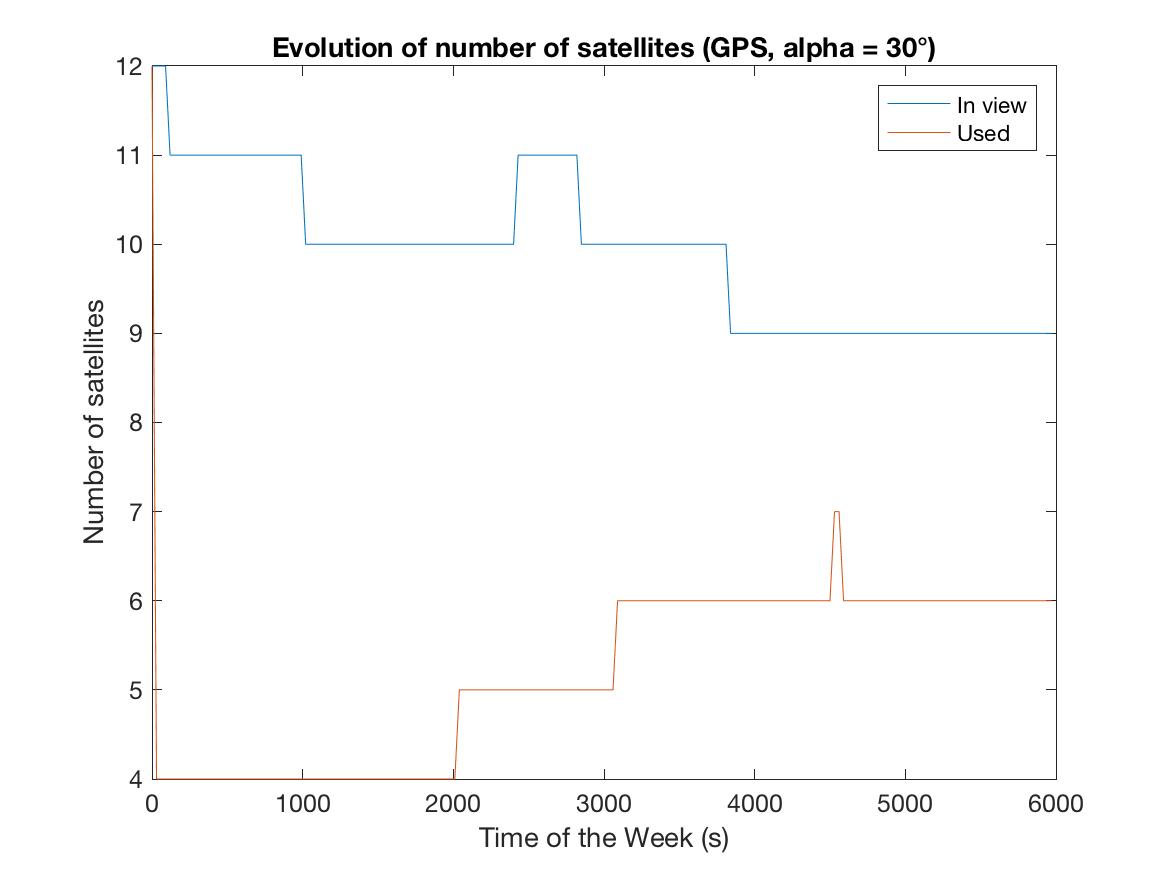 Evolution of number of satellites (GPS, alpha = 30°)
In view
Used
12
11
10
9
8
7
6
5
4
Number of satellites
0 1000 2000 3000 4000 5000 6000
Time of the Week (s)